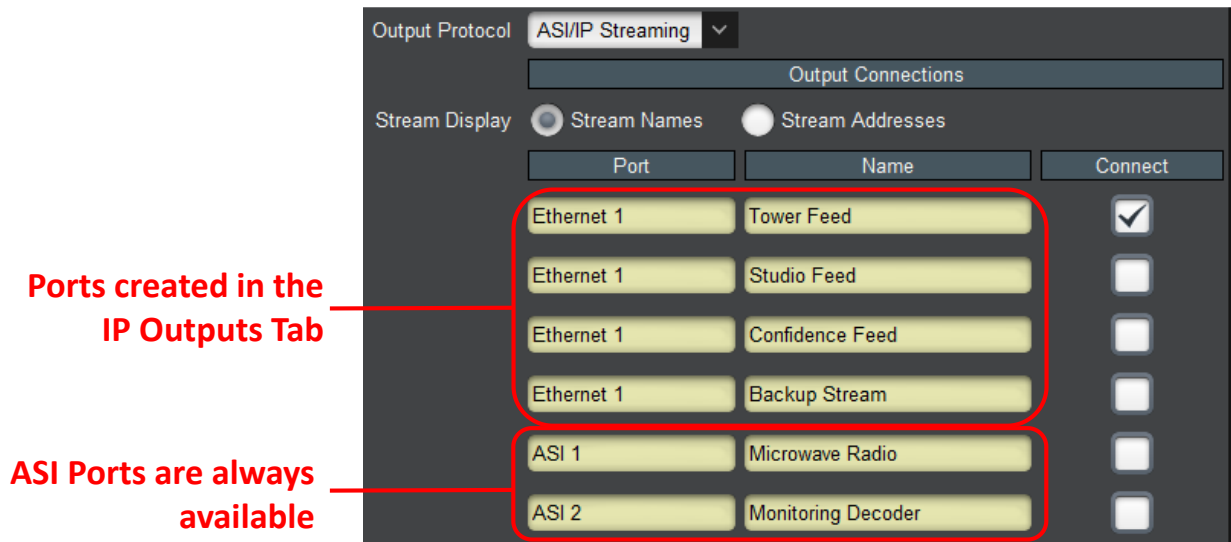 Output Protocol ASI/IP Streaming
Output Connections
Stream Display Stream Names Stream Addresses
Port Name Connect
Ethernet 1 Tower Feed
Ethernet 1 Studio Feed
Ports created in the
IP Outputs Tab
Ethernet 1 Confidence Feed
Ethernet 1 Backup Stream
ASI 1 Microwave Radio
ASI Ports are always
available
ASI 2 Monitoring Decoder